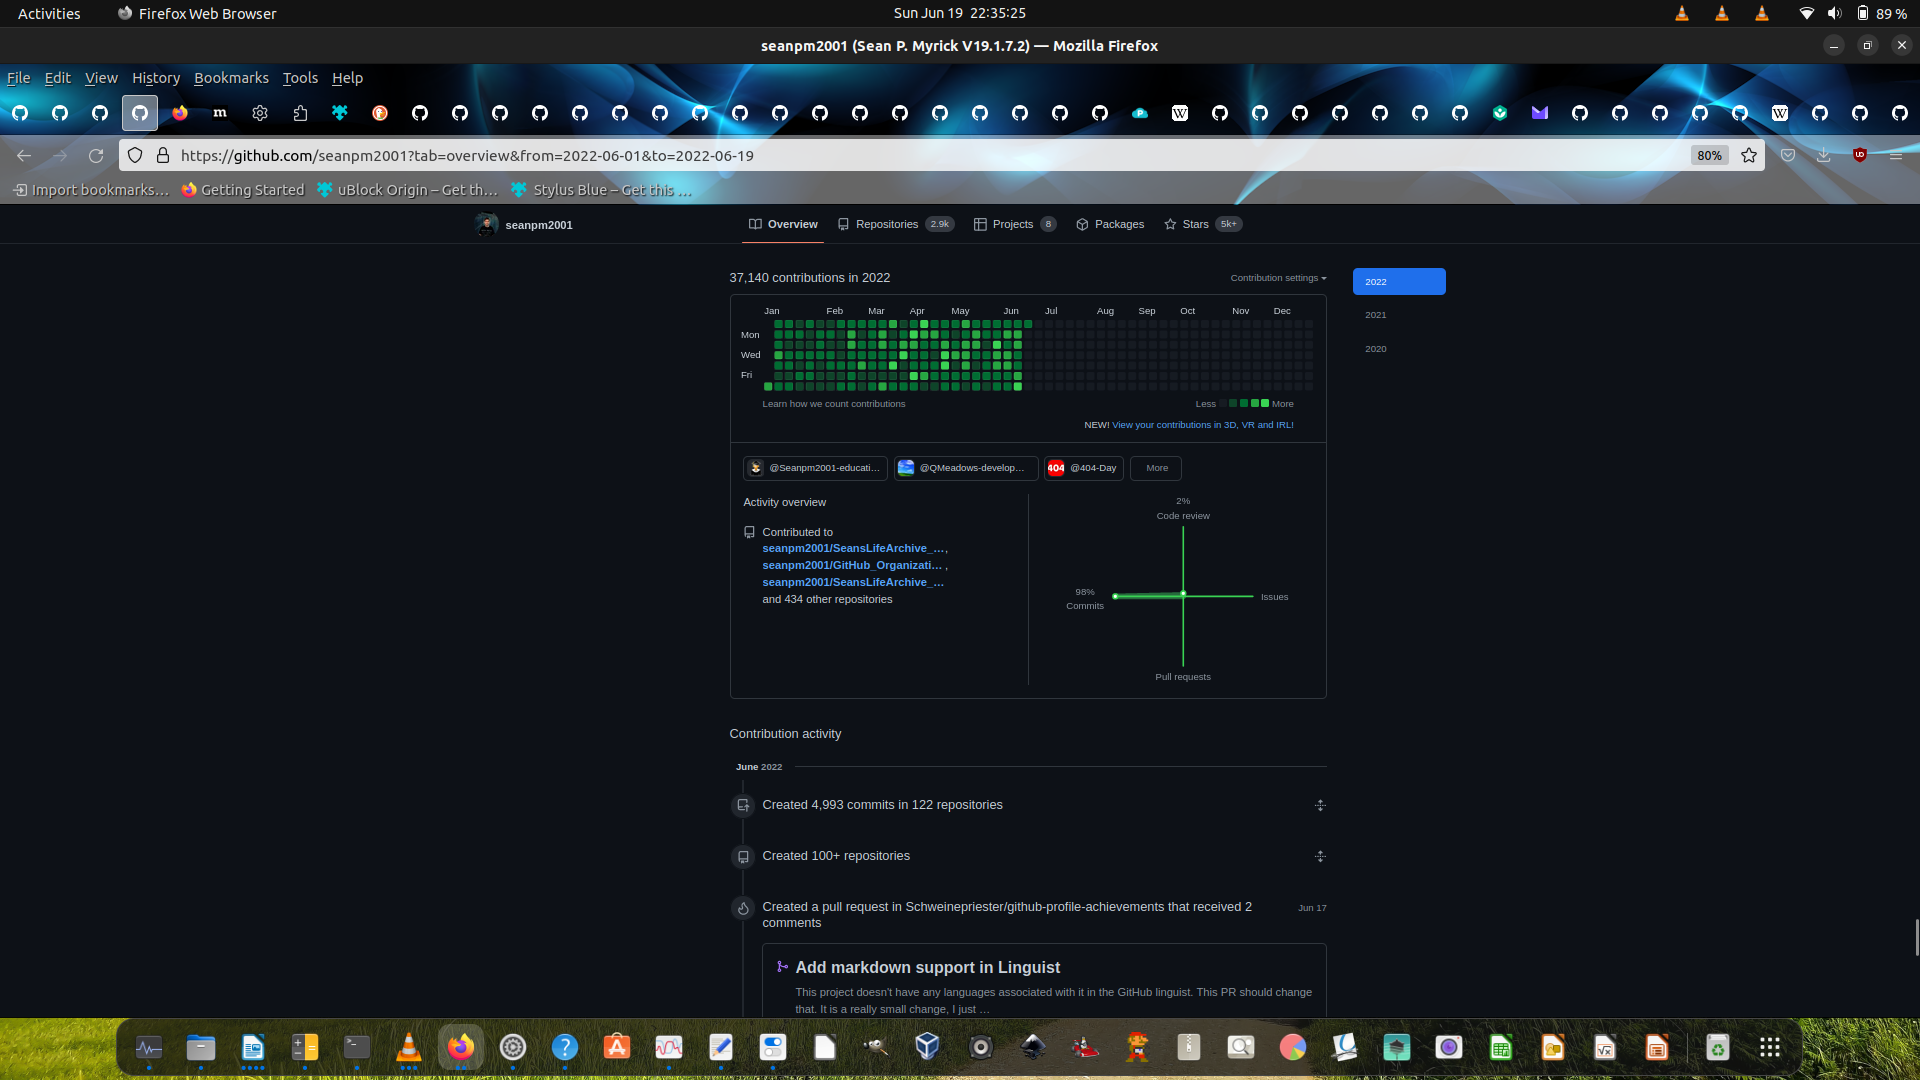 Activities Firefox Web Browser Sun Jun 19 22:35:25 89 %
seanpm2001 (Sean P. Myrick V19.1.7.2) — Mozilla Firefox
File Edit View History Bookmarks Tools Help
https://github.com/seanpm2001?tab=overview&from=2022-06-01&to=2022-06-19 80%
Import bookmarks… Getting Started uBlock Origin – Get th… Stylus Blue – Get this …
seanpm2001 Overview Repositories 2.9k Projects 8 Packages Stars 5k+
37,140 contributions in 2022 Contribution settings
2022
2021
2020
Jan Feb Mar Apr May Jun Jul Aug Sep Oct Nov Dec
Mon
Wed
Fri
Learn how we count contributions Less More
NEW! View your contributions in 3D, VR and IRL!
@Seanpm2001-educati… @QMeadows-develop… 404 @404-Day More
Activity overview
Contributed to
seanpm2001/SeansLifeArchive_…,
seanpm2001/GitHub_Organizati… ,
seanpm2001/SeansLifeArchive_…
and 434 other repositories
2%
Code review
98%
Commits
Issues
Pull requests
Contribution activity
June 2022
Created 4,993 commits in 122 repositories
Created 100+ repositories
Created a pull request in Schweinepriester/github-profile-achievements that received 2 Jun 17
comments
Add markdown support in Linguist
This project doesn't have any languages associated with it in the GitHub linguist. This PR should change
that. It is a really small change, I just …